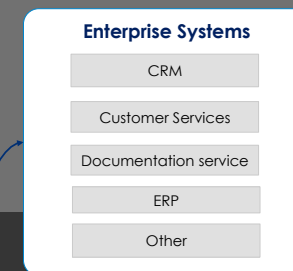 Enterprise Systems
CRM
Customer Services
Documentation service
ERP
Other